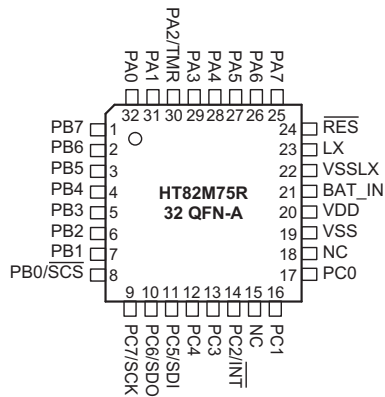 PA0
PA1
PA2/TMR
PA3
PA4
PA5
PA6
PA7
32 31 30 29 28 27 26 25
PB7 1
PB6 2
PB5 3
PB4 4
PB3 5
PB2 6
PB1 7
PB0/S̅C̅S̅ 8
HT82M75R
32 QFN-A
24 R̅E̅S̅
23 LX
22 VSSLX
21 BAT_IN
20 VDD
19 VSS
18 NC
17 PC0
9 10 11 12 13 14 15 16
PC7/SCK
PC6/SDO
PC5/SDI
PC4
PC3
PC2/I̅N̅T̅
NC
PC1